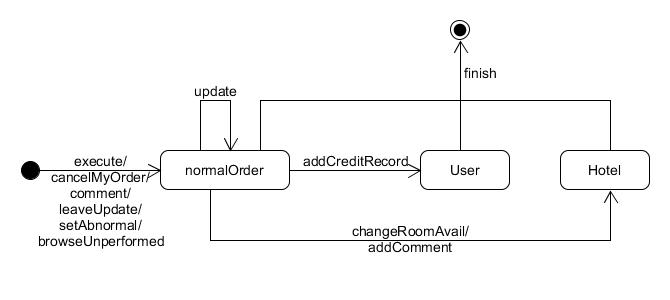 finish
update
execute/
cancelMyOrder/
comment/
leaveUpdate/
setAbnormal/
browseUnperformed
normalOrder
addCreditRecord
User
Hotel
changeRoomAvail/
addComment